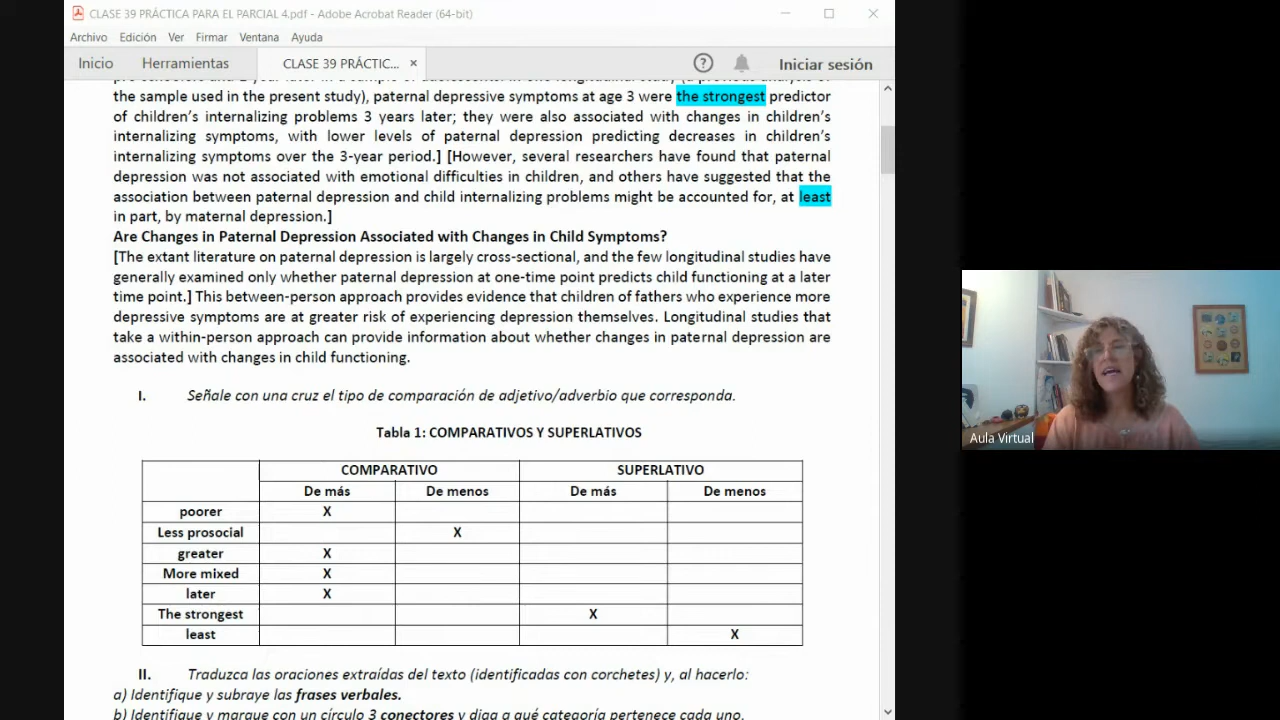 CLASE 39 PRÁCTICA PARA EL PARCIAL 4.pdf - Adobe Acrobat Reader (64-bit)
Archivo Edición Ver Firmar Ventana Ayuda
Inicio Herramientas CLASE 39 PRÁCTIC... × Iniciar sesión
the sample used in the present study), paternal depressive symptoms at age 3 were the strongest predictor
of children's internalizing problems 3 years later; they were also associated with changes in children's
internalizing symptoms, with lower levels of paternal depression predicting decreases in children's
internalizing symptoms over the 3-year period.] [However, several researchers have found that paternal
depression was not associated with emotional difficulties in children, and others have suggested that the
association between paternal depression and child internalizing problems might be accounted for, at least
in part, by maternal depression.]
Are Changes in Paternal Depression Associated with Changes in Child Symptoms?
[The extant literature on paternal depression is largely cross-sectional, and the few longitudinal studies have
generally examined only whether paternal depression at one-time point predicts child functioning at a later
time point.] This between-person approach provides evidence that children of fathers who experience more
depressive symptoms are at greater risk of experiencing depression themselves. Longitudinal studies that
take a within-person approach can provide information about whether changes in paternal depression are
associated with changes in child functioning.
I. Señale con una cruz el tipo de comparación de adjetivo/adverbio que corresponda.
Tabla 1: COMPARATIVOS Y SUPERLATIVOS
COMPARATIVO SUPERLATIVO
De más De menos De más De menos
poorer X
Less prosocial X
greater X
More mixed X
later X
The strongest X
least X
II. Traduzca las oraciones extraídas del texto (identificadas con corchetes) y, al hacerlo:
a) Identifique y subraye las frases verbales.
b) Identifique y marque con un círculo 3 conectores y diga a qué categoría pertenece cada uno.
Aula Virtual